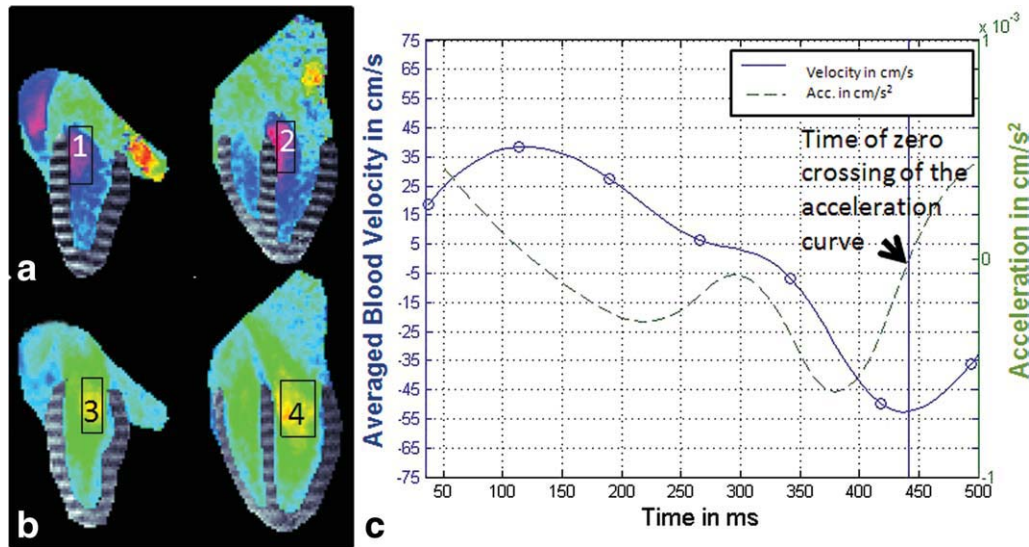 1
2
a
3
4
b
c
Averaged Blood Velocity in cm/s
75
65
55
45
35
25
15
5
-5
-15
-25
-35
-45
-55
-65
-75
50 100 150 200 250 300 350 400 450 500
Time in ms
Velocity in cm/s
Acc. in cm/s²
Time of zero
crossing of the
acceleration
curve
1
×10⁻³
0
-1
Acceleration in cm/s²